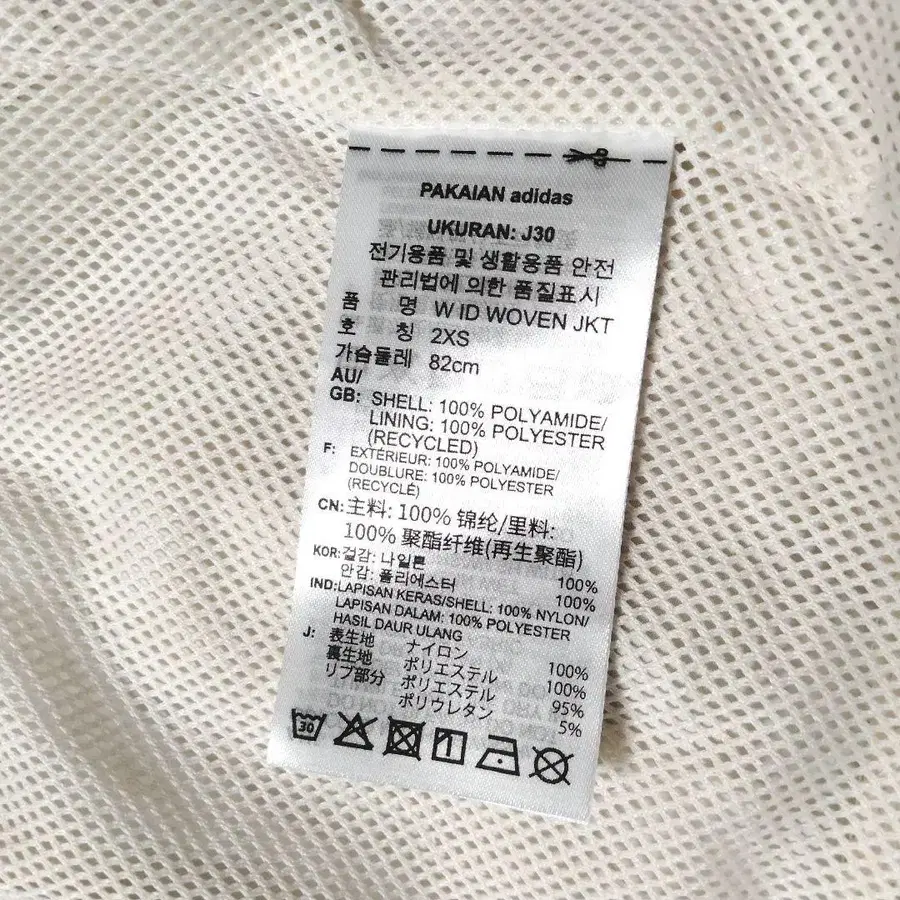 PAKAIAN adidas
UKURAN: J30
전기용품 및 생활용품 안전
관리법에 의한 품질표시
품 명 W ID WOVEN JKT
호 칭 2XS
가슴둘레 82cm
AU/
GB: SHELL: 100% POLYAMIDE/
LINING: 100% POLYESTER
(RECYCLED)
F: EXTÉRIEUR: 100% POLYAMIDE/
DOUBLURE: 100% POLYESTER
(RECYCLÉ)
CN: 主料: 100% 锦纶/里料:
100% 聚酯纤维(再生聚酯)
KOR: 겉감: 나일론 100%
안감: 폴리에스터 100%
IND: LAPISAN KERAS/SHELL: 100% NYLON/
LAPISAN DALAM: 100% POLYESTER
HASIL DAUR ULANG
J: 表生地 ナイロン 100%
裏生地 ポリエステル 100%
リブ部分 ポリエステル 95%
ポリウレタン 5%
30